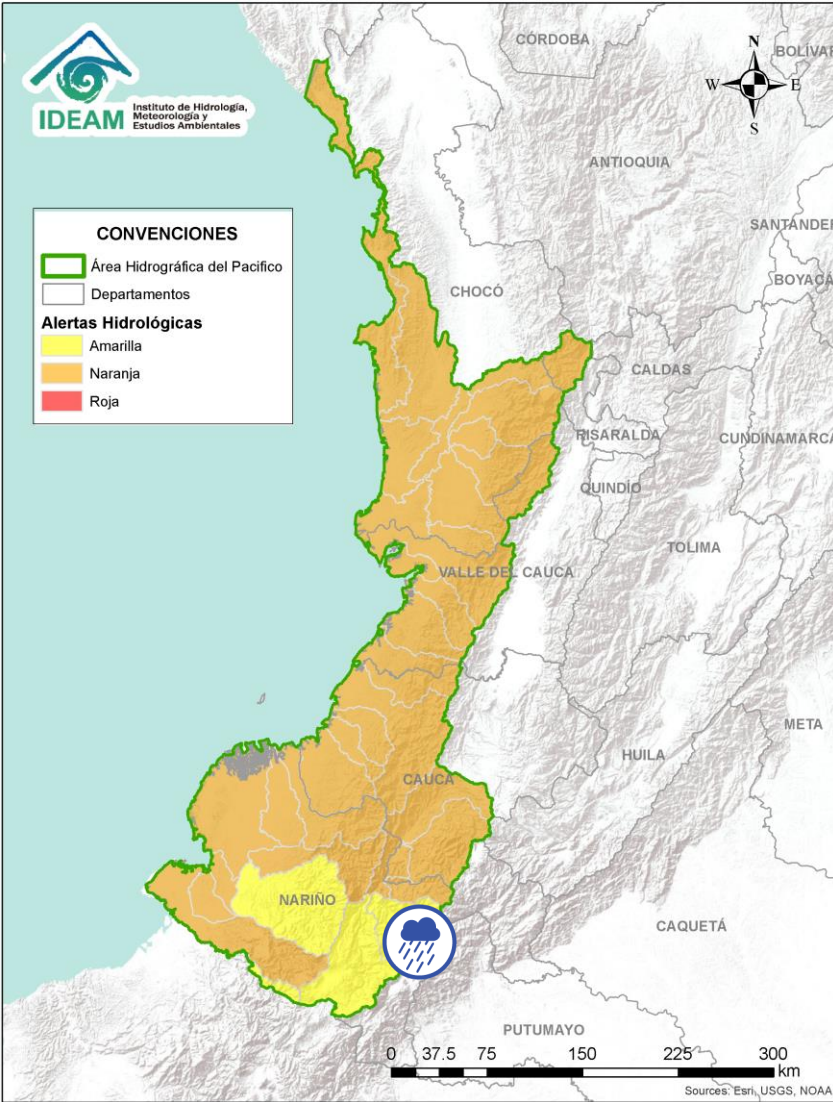 IDEAM
Instituto de Hidrología,
Meteorología y
Estudios Ambientales
CÓRDOBA
BOLÍVAR
N
W
E
S
ANTIOQUIA
SANTANDER
CONVENCIONES
Área Hidrográfica del Pacifico
Departamentos
Alertas Hidrológicas
Amarilla
Naranja
Roja
BOYACÁ
CHOCÓ
CALDAS
RISARALDA
CUNDINAMARCA
QUINDÍO
TOLIMA
VALLE DEL CAUCA
META
HUILA
CAUCA
NARIÑO
CAQUETÁ
PUTUMAYO
0 37.5 75 150 225 300
km
Sources: Esri, USGS, NOAA